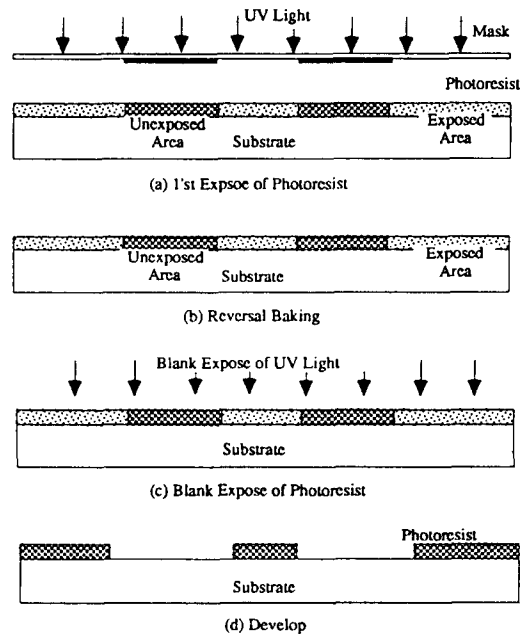 UV Light
Mask
Photoresist
Unexposed
Area
Substrate
Exposed
Area
(a) 1'st Expsoe of Photoresist
Unexposed
Area
Substrate
Exposed
Area
(b) Reversal Baking
Blank Expose of UV Light
Substrate
(c) Blank Expose of Photoresist
Photoresist
Substrate
(d) Develop